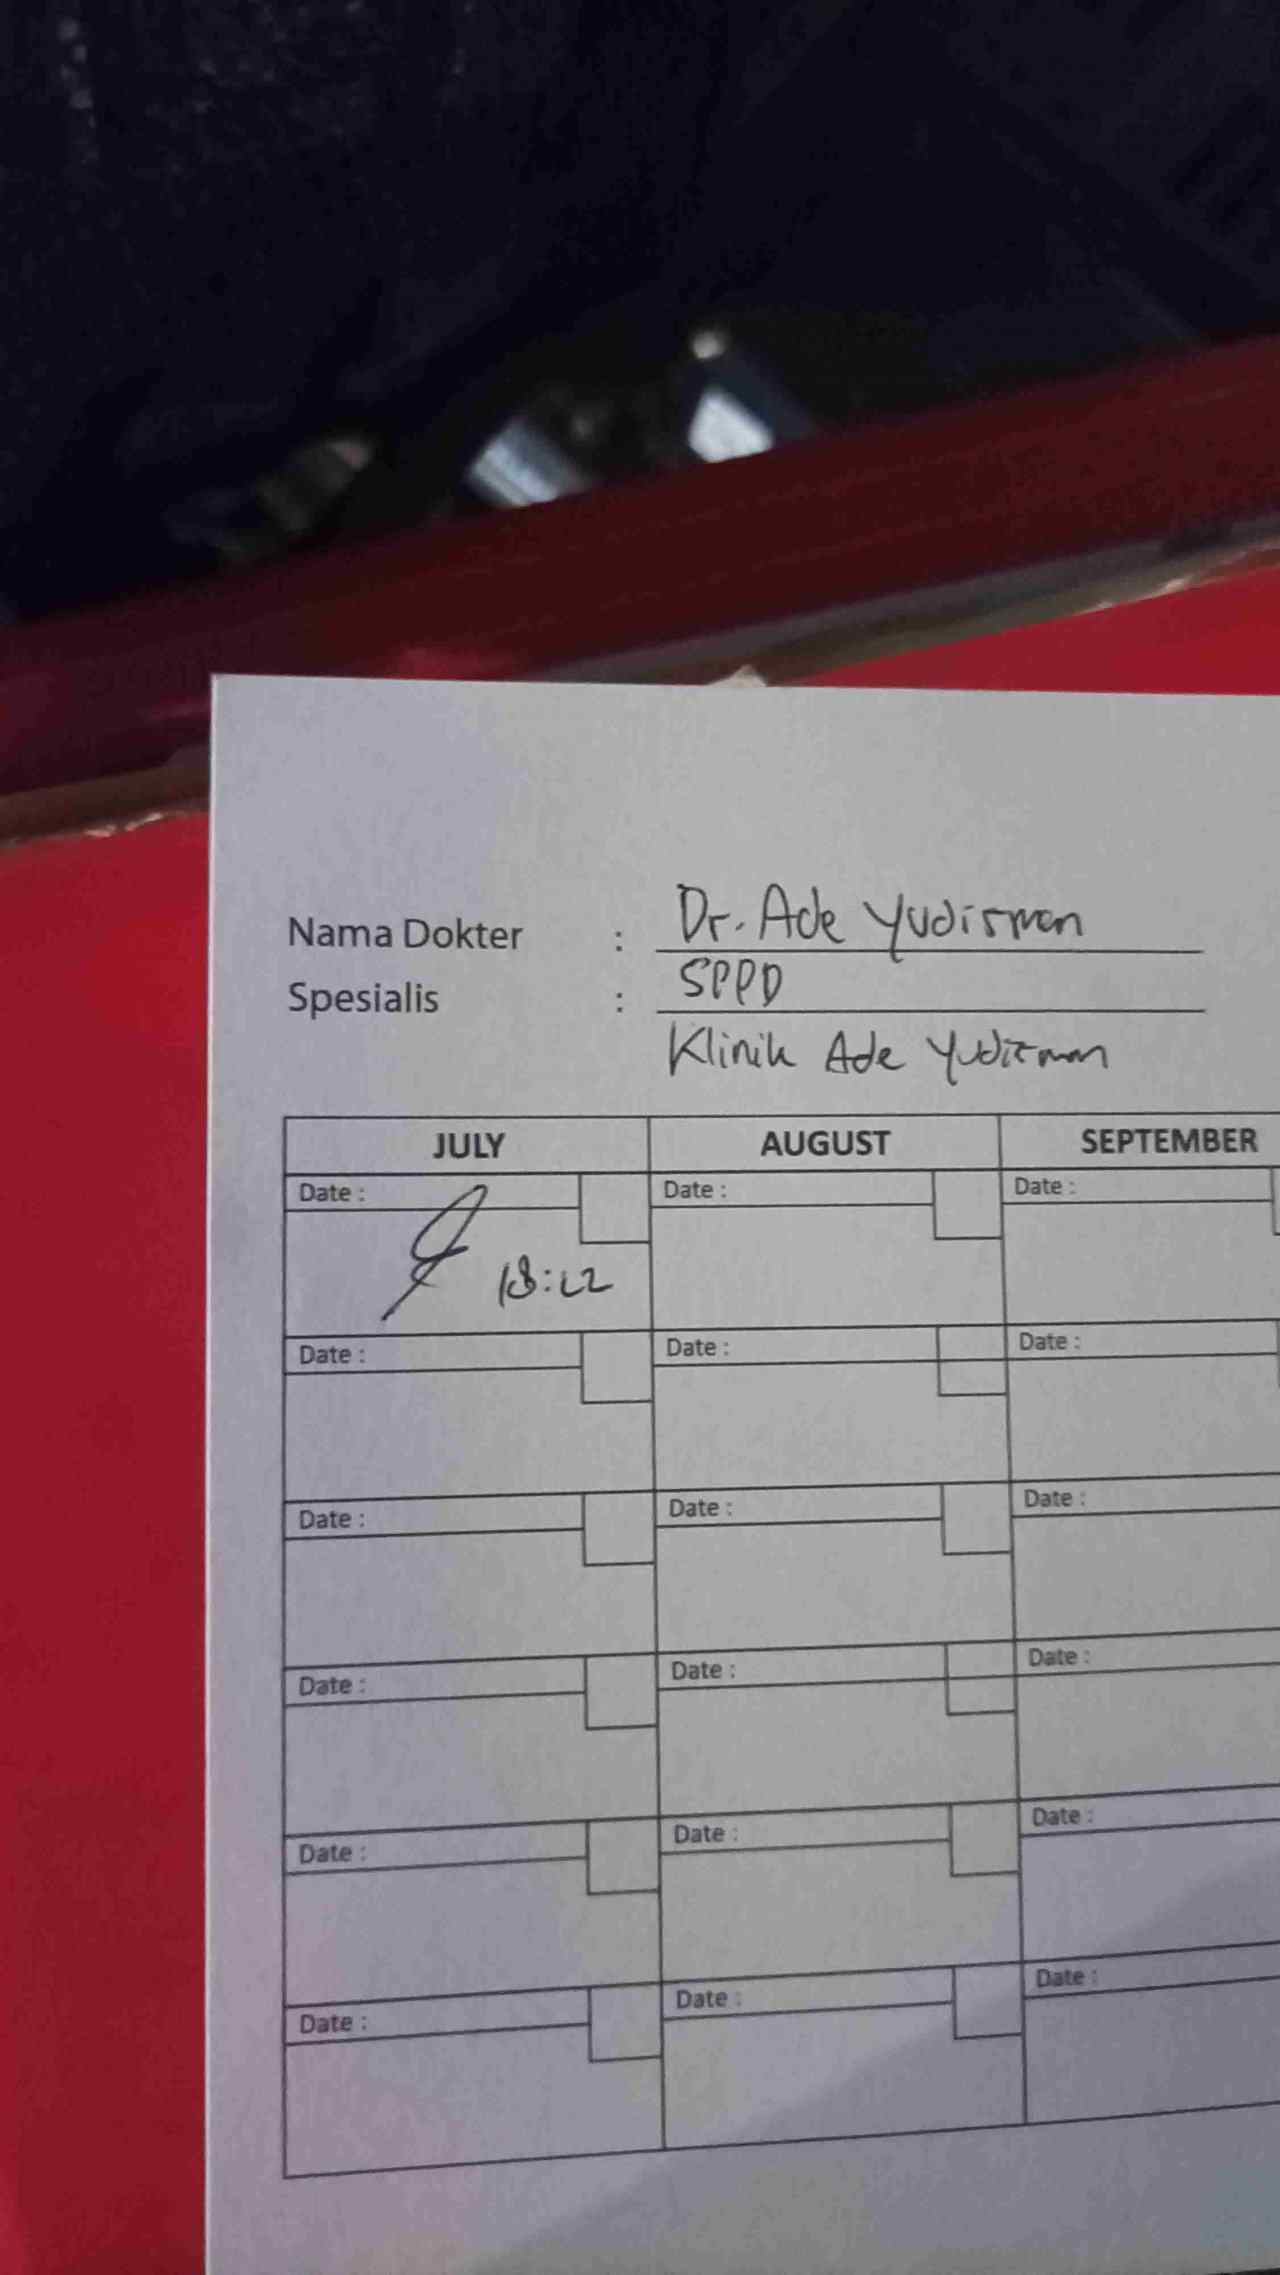 Nama Dokter : Dr. Ade Yudisman
Spesialis : SPPD
Klinik Ade Yudisman
JULY AUGUST SEPTEMBER
Date : Date : Date :
18:22
Date : Date : Date :
Date : Date : Date :
Date : Date : Date :
Date : Date : Date :
Date : Date : Date :